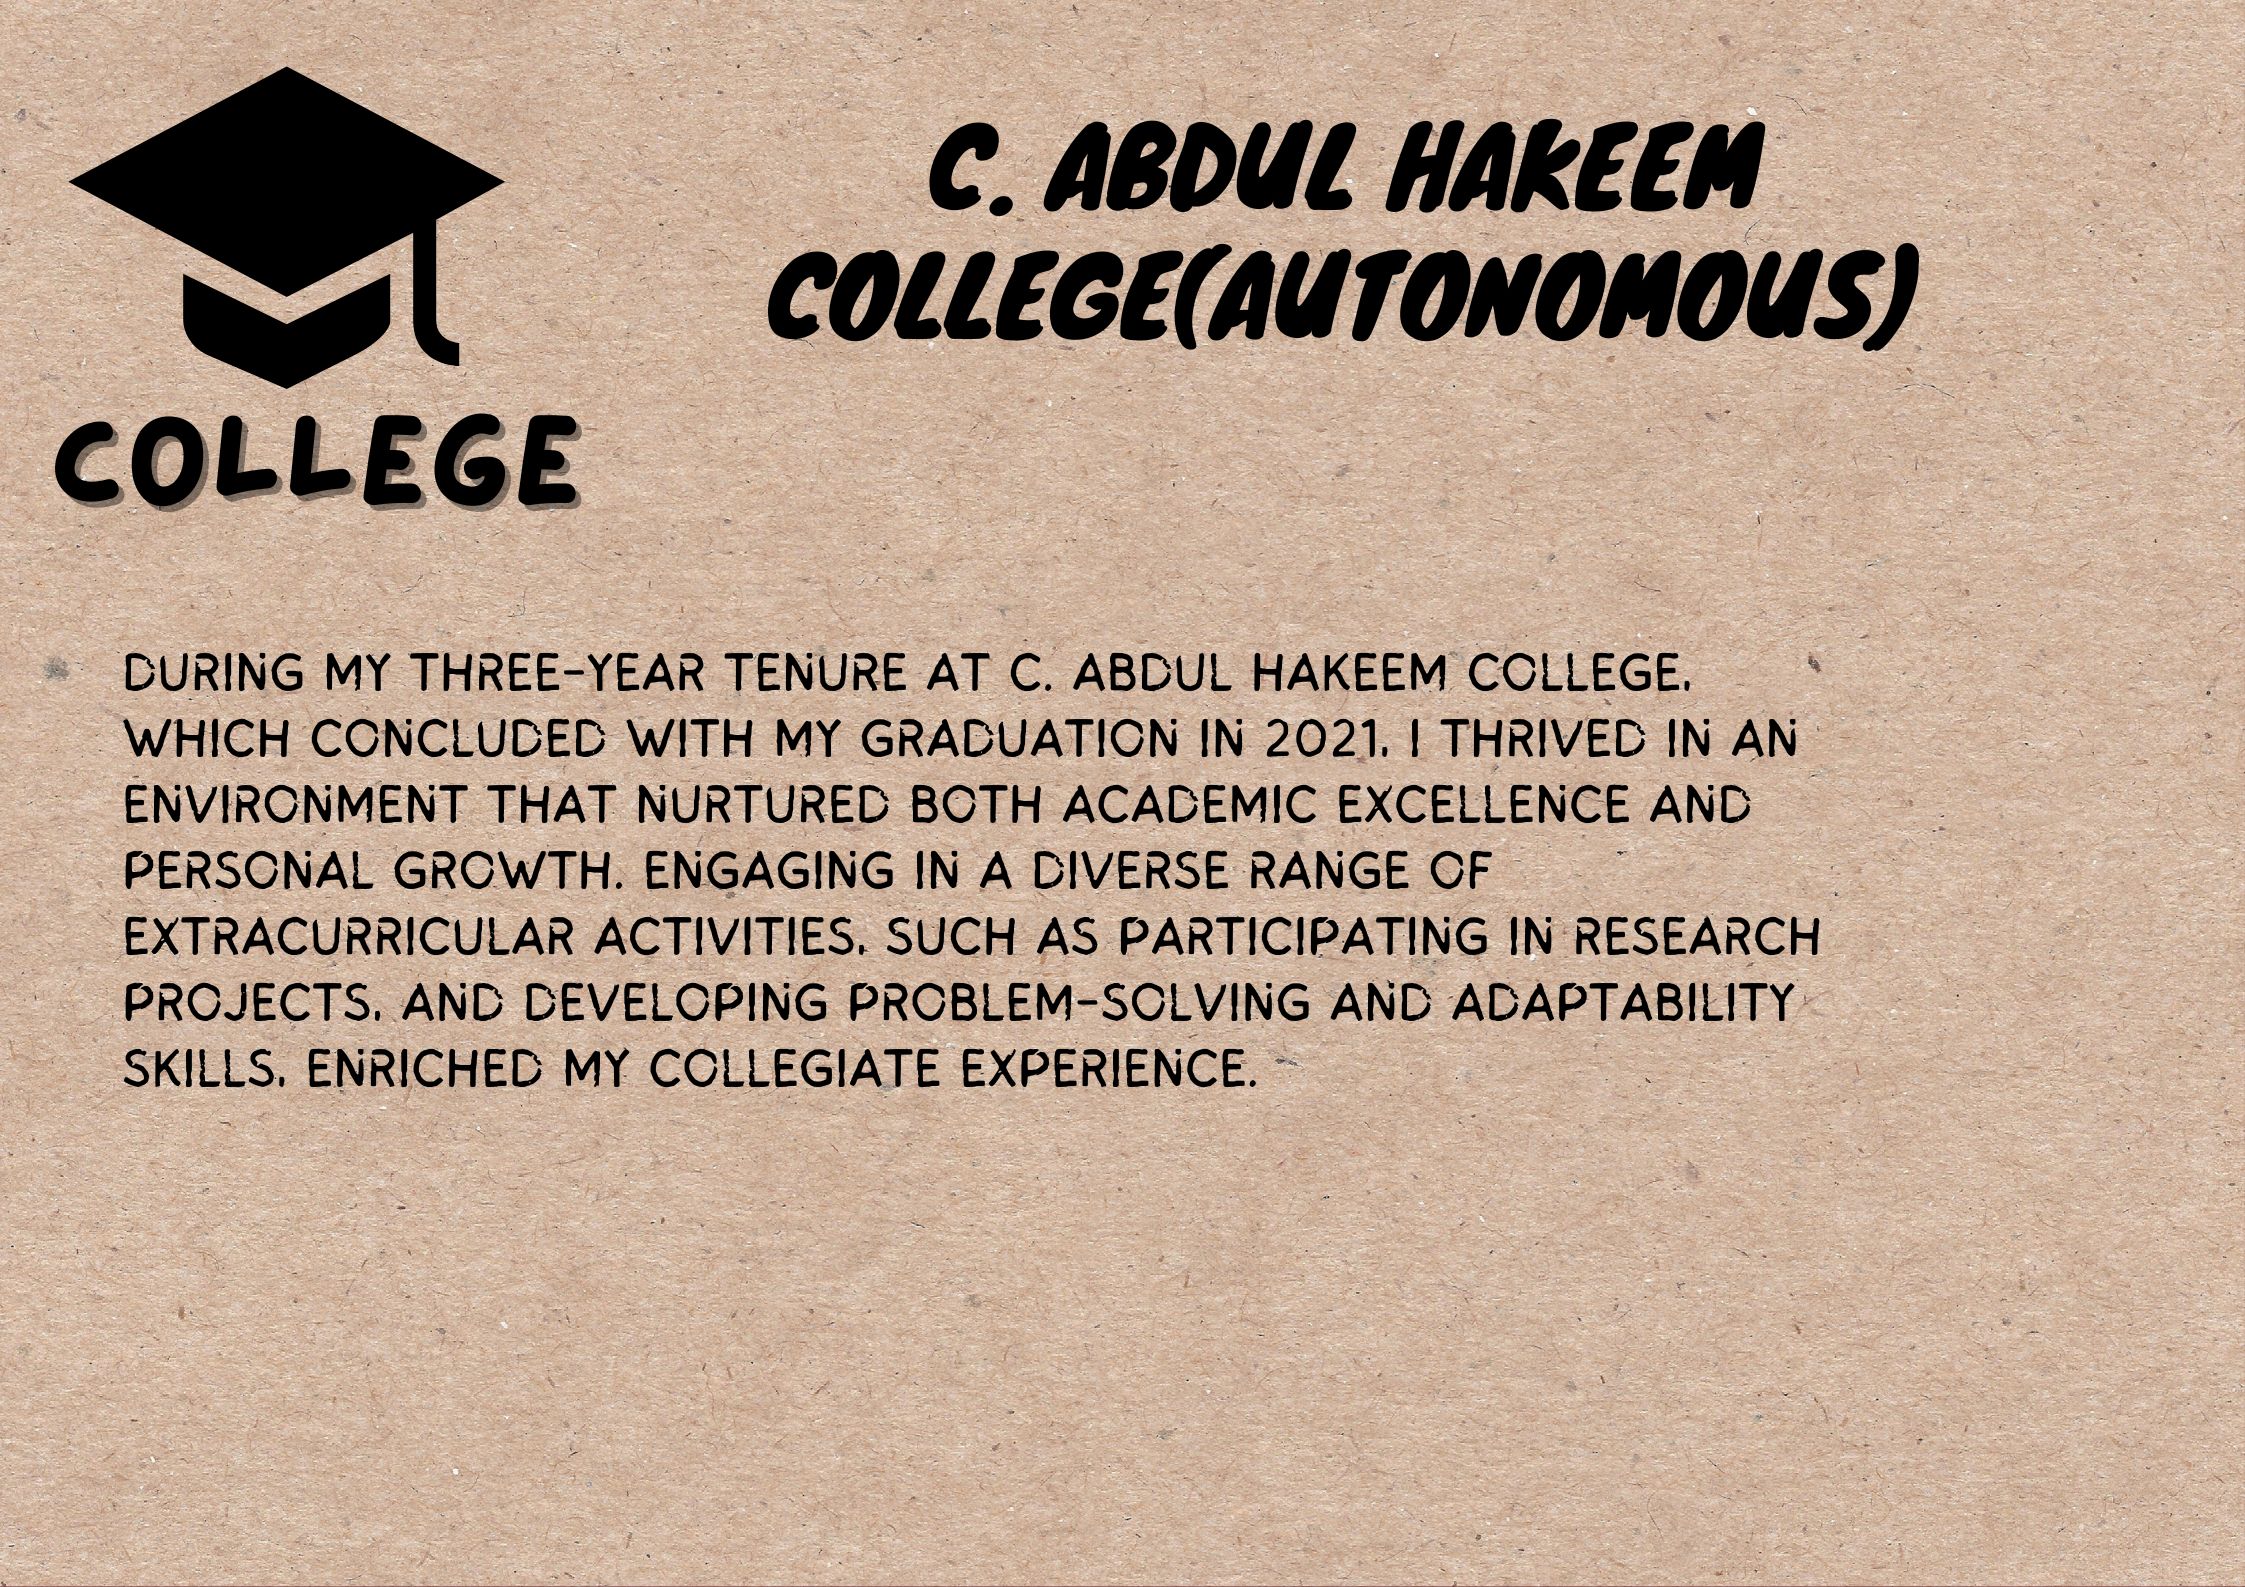 C. ABDUL HAKEEM
COLLEGE(AUTONOMOUS)
COLLEGE
DURING MY THREE-YEAR TENURE AT C. ABDUL HAKEEM COLLEGE,
WHICH CONCLUDED WITH MY GRADUATION IN 2021, I THRIVED IN AN
ENVIRONMENT THAT NURTURED BOTH ACADEMIC EXCELLENCE AND
PERSONAL GROWTH. ENGAGING IN A DIVERSE RANGE OF
EXTRACURRICULAR ACTIVITIES, SUCH AS PARTICIPATING IN RESEARCH
PROJECTS, AND DEVELOPING PROBLEM-SOLVING AND ADAPTABILITY
SKILLS, ENRICHED MY COLLEGIATE EXPERIENCE.